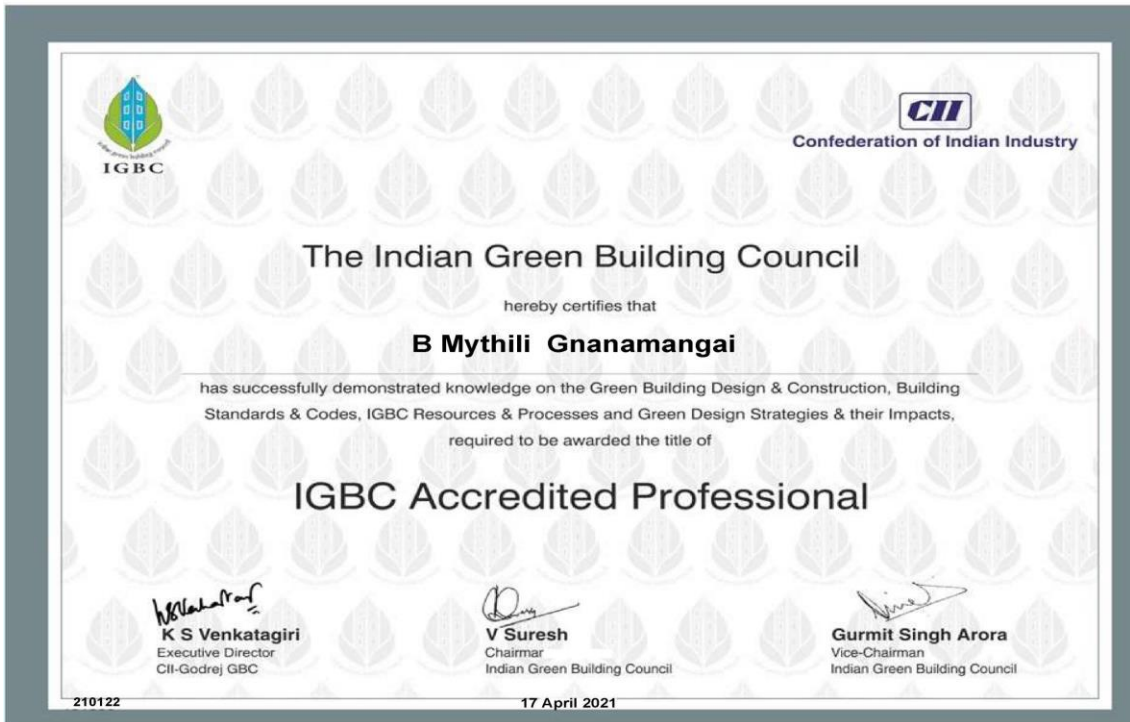 IGBC
CII
Confederation of Indian Industry
The Indian Green Building Council
hereby certifies that
B Mythili Gnanamangai
has successfully demonstrated knowledge on the Green Building Design & Construction, Building
Standards & Codes, IGBC Resources & Processes and Green Design Strategies & their Impacts,
required to be awarded the title of
IGBC Accredited Professional
K S Venkatagiri
Executive Director
CII-Godrej GBC
V Suresh
Chairmar
Indian Green Building Council
Gurmit Singh Arora
Vice-Chairman
Indian Green Building Council
210122
17 April 2021